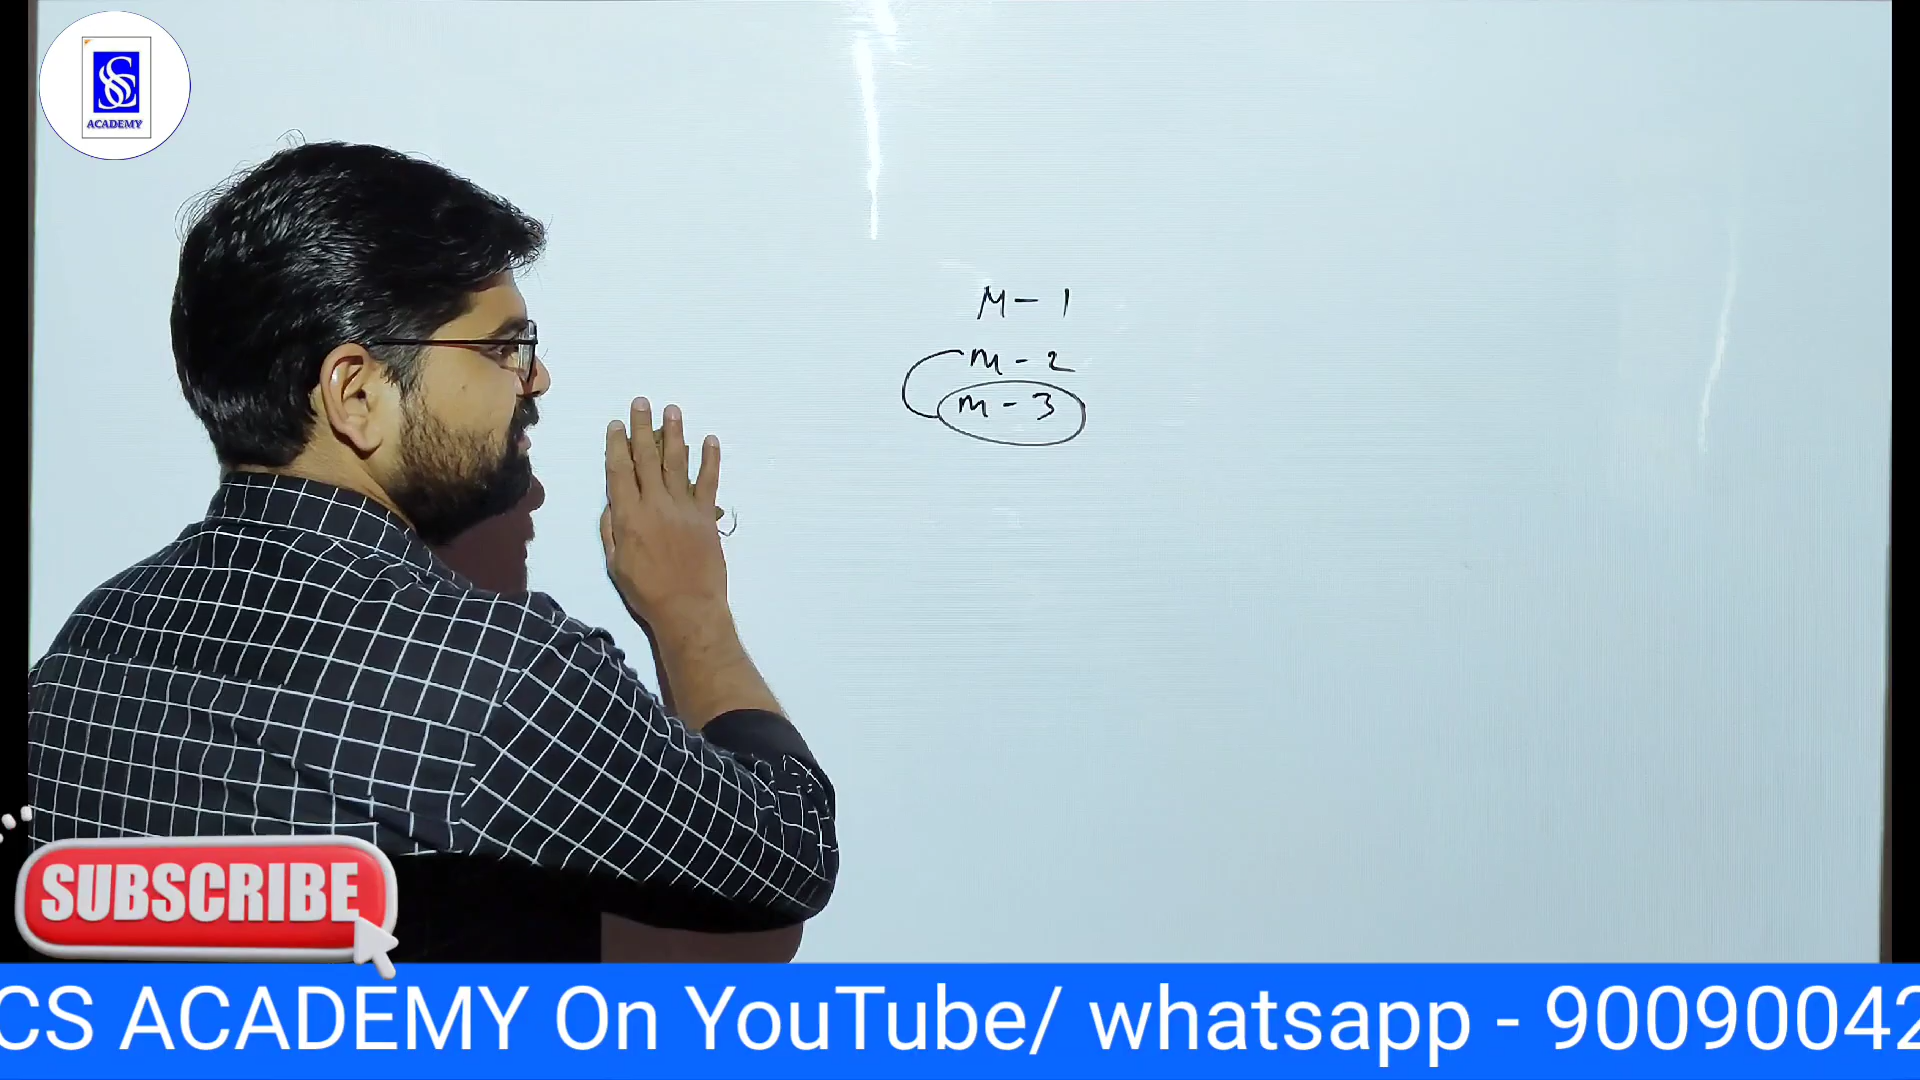 ACADEMY
M - 1
m - 2
m - 3
SUBSCRIBE
CS ACADEMY On YouTube/ whatsapp - 90090042